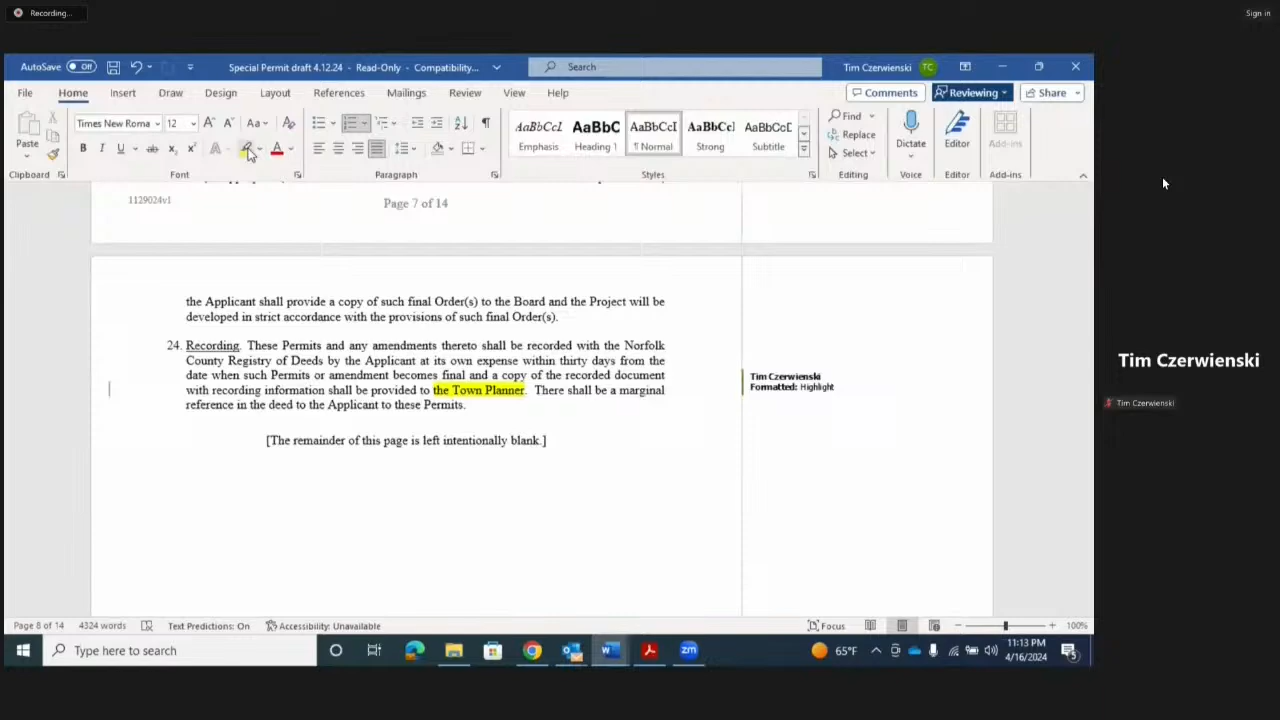 Recording...
Sign in
AutoSave Off
Special Permit draft 4.12.24 - Read-Only - Compatibility...
Search
Tim Czerwienski TC
File Home Insert Draw Design Layout References Mailings Review View Help
Comments Reviewing Share
Times New Roma 12
Paste
Clipboard
Font
Paragraph
AaBbCcI AaBbC AaBbCcI AaBbCcl AaBbCcD
Emphasis Heading 1 ¶ Normal Strong Subtitle
Styles
Find
Replace
Select
Editing
Dictate
Voice
Editor
Editor
Add-ins
Add-ins
1129024v1
Page 7 of 14
the Applicant shall provide a copy of such final Order(s) to the Board and the Project will be
developed in strict accordance with the provisions of such final Order(s).
24. Recording. These Permits and any amendments thereto shall be recorded with the Norfolk
County Registry of Deeds by the Applicant at its own expense within thirty days from the
date when such Permits or amendment becomes final and a copy of the recorded document
with recording information shall be provided to the Town Planner. There shall be a marginal
reference in the deed to the Applicant to these Permits.
[The remainder of this page is left intentionally blank.]
Tim Czerwienski
Formatted: Highlight
Tim Czerwienski
Tim Czerwienski
Page 8 of 14 4324 words Text Predictions: On Accessibility: Unavailable
Focus 100%
Type here to search
65°F
11:13 PM
4/16/2024
5